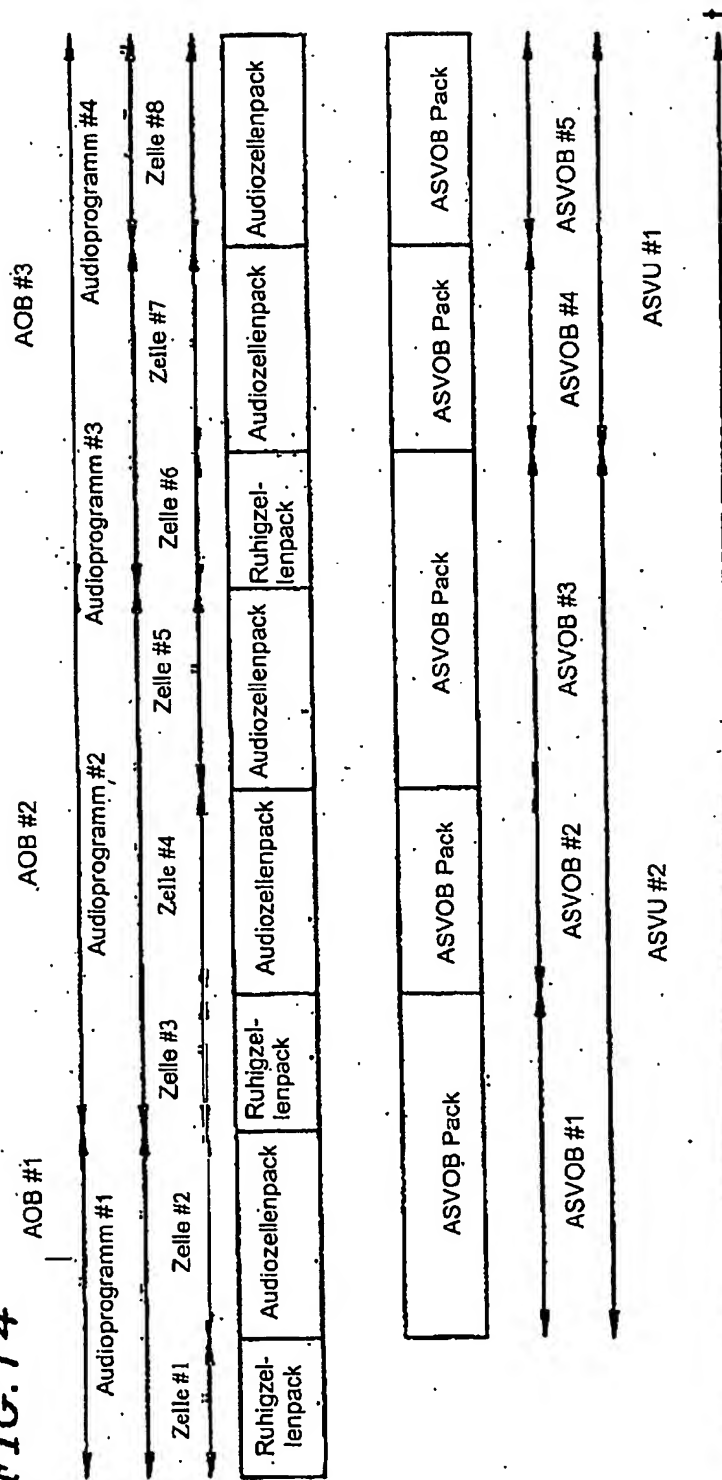 FIG. 14
AOB #1
AOB #2
AOB #3
Audioprogramm #1
Audioprogramm #2
Audioprogramm #3
Audioprogramm #4
Zelle #1
Zelle #2
Zelle #3
Zelle #4
Zelle #5
Zelle #6
Zelle #7
Zelle #8
Ruhigzel-
lenpack
Audiozellenpack
Ruhigzel-
lenpack
Audiozellenpack
Audiozellenpack
Ruhigzel-
lenpack
Audiozellenpack
Audiozellenpack
ASVOB Pack
ASVOB Pack
ASVOB Pack
ASVOB Pack
ASVOB Pack
ASVOB #1
ASVOB #2
ASVOB #3
ASVOB #4
ASVOB #5
ASVU #2
ASVU #1
t